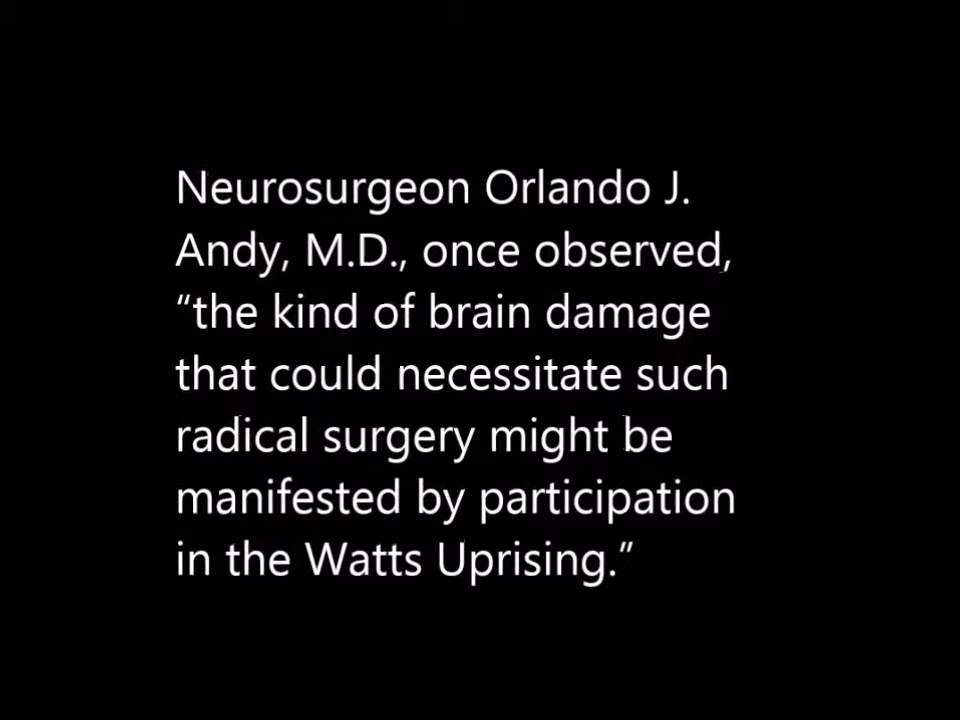 Neurosurgeon Orlando J.
Andy, M.D., once observed,
“the kind of brain damage
that could necessitate such
radical surgery might be
manifested by participation
in the Watts Uprising.”